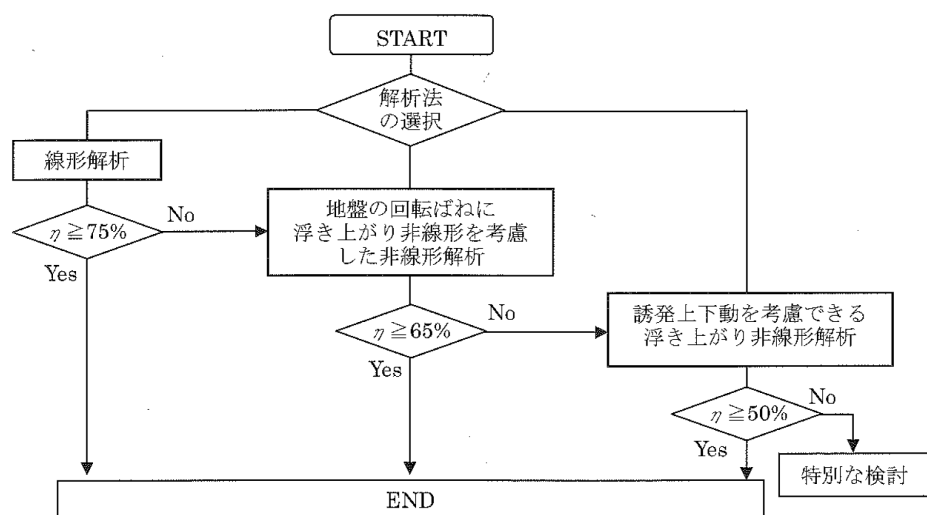 START
解析法
の選択
線形解析
η≧75%
No
Yes
地盤の回転ばねに
浮き上がり非線形を考慮
した非線形解析
η≧65%
No
Yes
誘発上下動を考慮できる
浮き上がり非線形解析
η≧50%
No
Yes
特別な検討
END